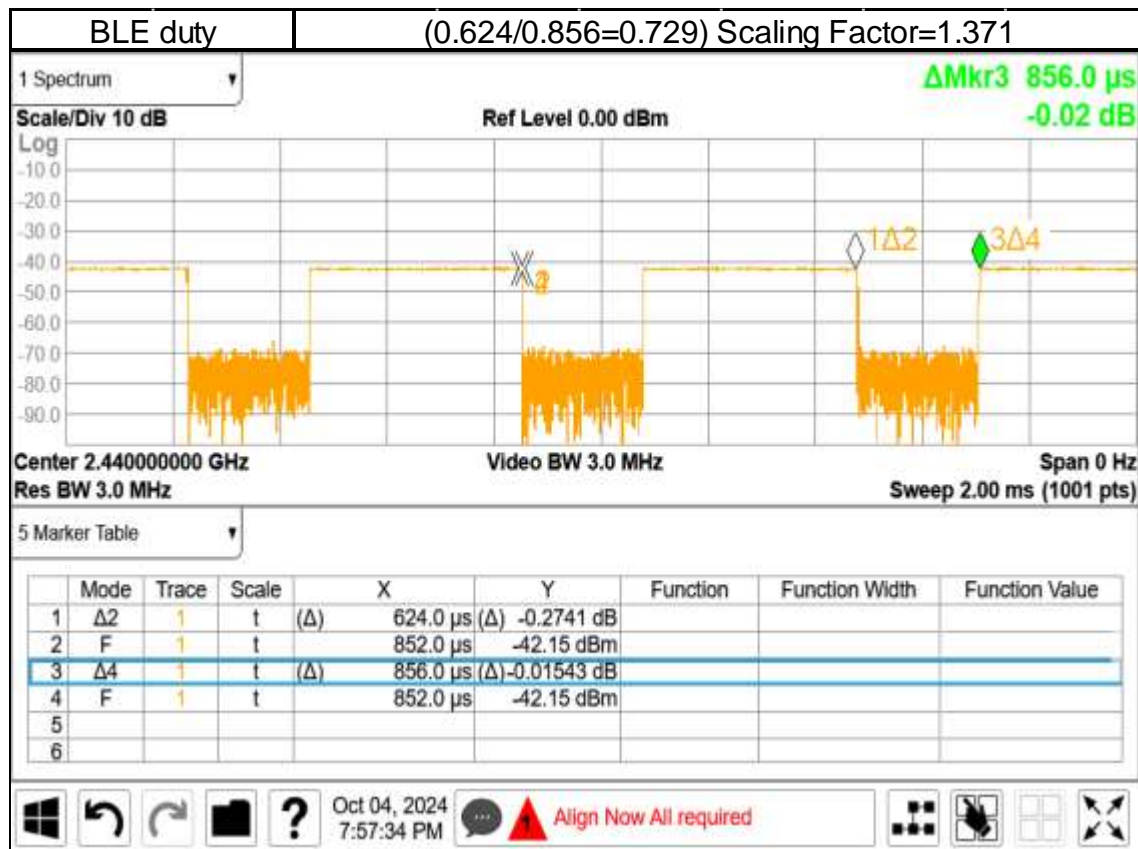 BLE duty (0.624/0.856=0.729) Scaling Factor=1.371
1 Spectrum
ΔMkr3 856.0 µs
Scale/Div 10 dB Ref Level 0.00 dBm -0.02 dB
Log
-10.0
-20.0
-30.0
1Δ2 3Δ4
-40.0
-50.0
-60.0
-70.0
-80.0
-90.0
Center 2.440000000 GHz Video BW 3.0 MHz Span 0 Hz
Res BW 3.0 MHz Sweep 2.00 ms (1001 pts)
5 Marker Table
Mode Trace Scale X Y Function Function Width Function Value
1 Δ2 1 t (Δ) 624.0 µs (Δ) -0.2741 dB
2 F 1 t 852.0 µs -42.15 dBm
3 Δ4 1 t (Δ) 856.0 µs (Δ)-0.01543 dB
4 F 1 t 852.0 µs -42.15 dBm
5
6
? Oct 04, 2024 Align Now All required
7:57:34 PM